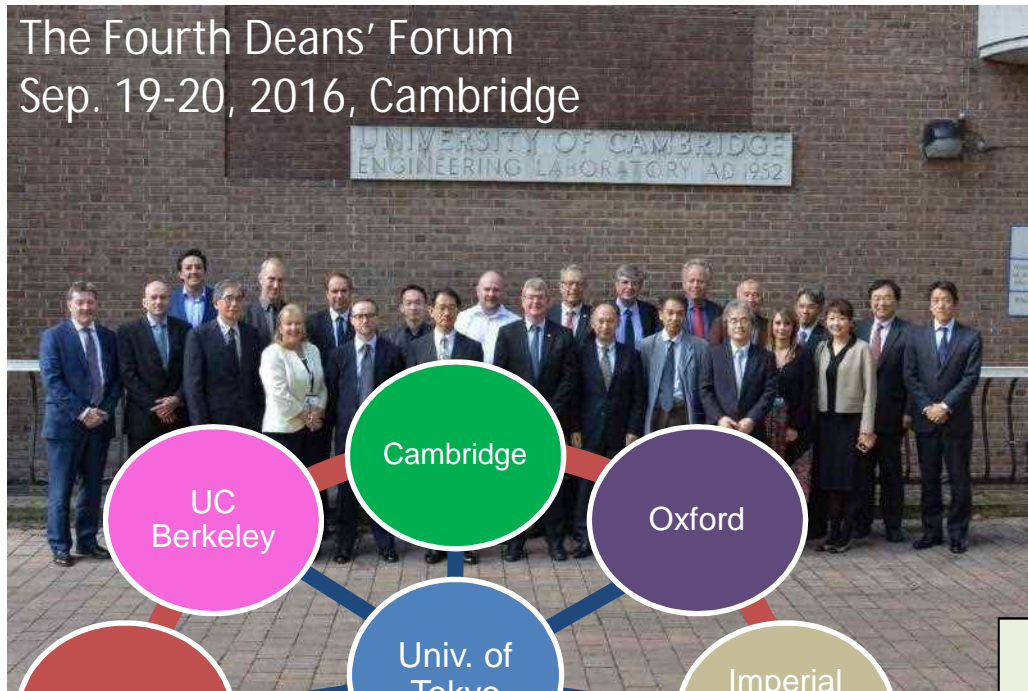 The Fourth Deans' Forum
Sep. 19-20, 2016, Cambridge
UNIVERSITY OF CAMBRIDGE
ENGINEERING LABORATORY AD 1952
Cambridge
UC
Berkeley
Oxford
Univ. of
Tokyo
Imperial